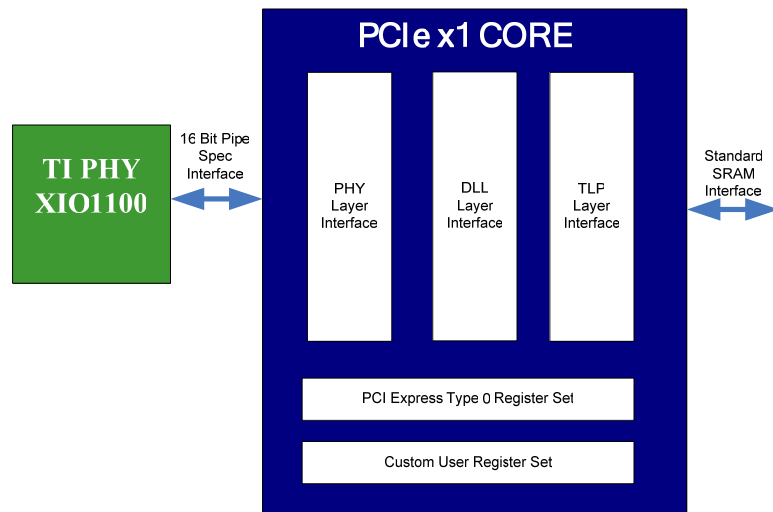 PCIe x1 CORE
TI PHY
XIO1100
16 Bit Pipe
Spec
Interface
PHY
Layer
Interface
DLL
Layer
Interface
TLP
Layer
Interface
Standard
SRAM
Interface
PCI Express Type 0 Register Set
Custom User Register Set